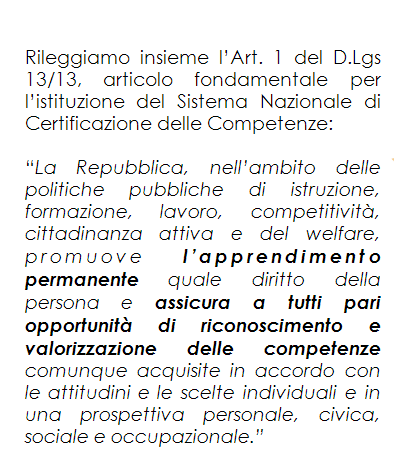 Rileggiamo insieme l'Art. 1 del D.Lgs
13/13, articolo fondamentale per
l'istituzione del Sistema Nazionale di
Certificazione delle Competenze:
"La Repubblica, nell'ambito delle
politiche pubbliche di istruzione,
formazione, lavoro, competitività,
cittadinanza attiva e del welfare,
promuove l'apprendimento
permanente quale diritto della
persona e assicura a tutti pari
opportunità di riconoscimento e
valorizzazione delle competenze
comunque acquisite in accordo con
le attitudini e le scelte individuali e in
una prospettiva personale, civica,
sociale e occupazionale."